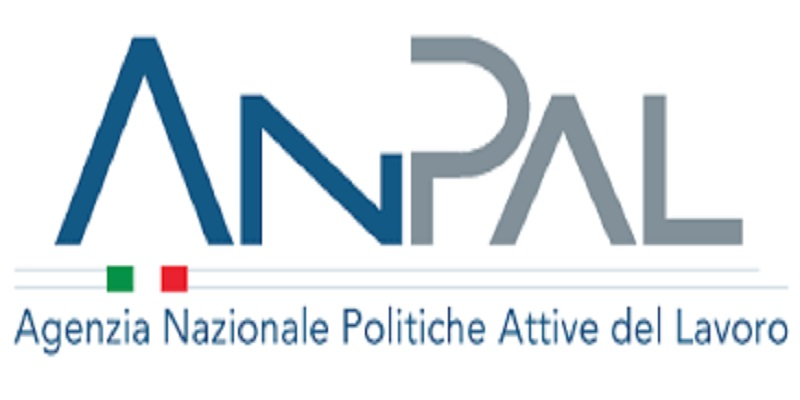 ANPAL
Agenzia Nazionale Politiche Attive del Lavoro